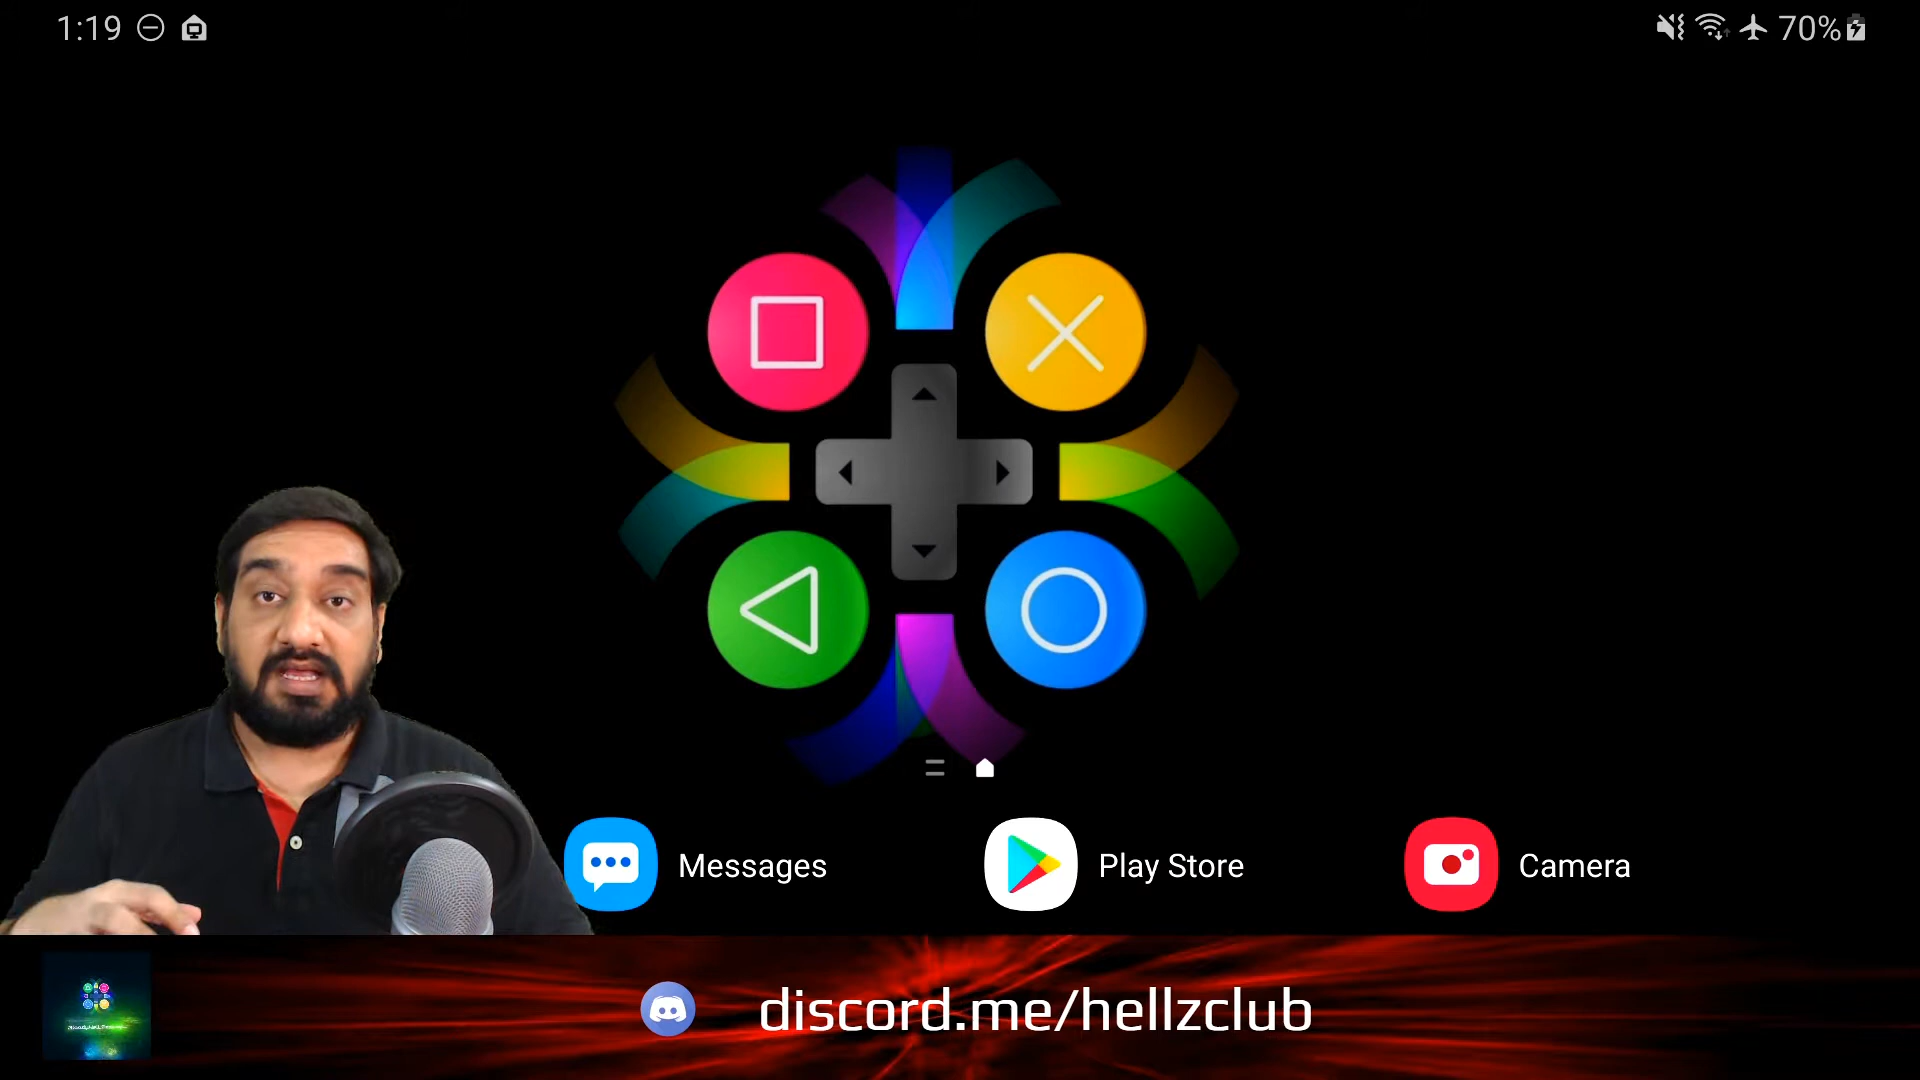 1:19
70%
Messages
Play Store
Camera
discord.me/hellzclub